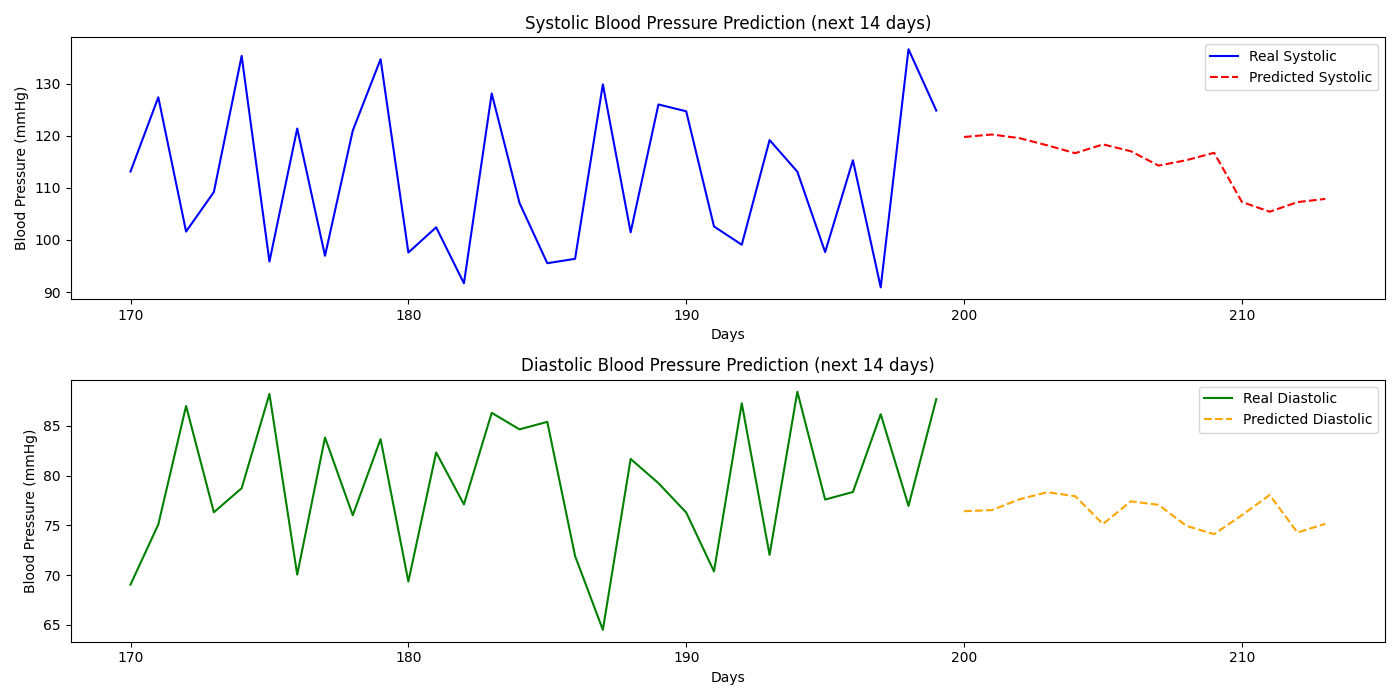 Systolic Blood Pressure Prediction (next 14 days)
Blood Pressure (mmHg)
130
120
110
100
90
Real Systolic
Predicted Systolic
170
180
190
200
210
Days
Diastolic Blood Pressure Prediction (next 14 days)
Blood Pressure (mmHg)
85
80
75
70
65
Real Diastolic
Predicted Diastolic
170
180
190
200
210
Days